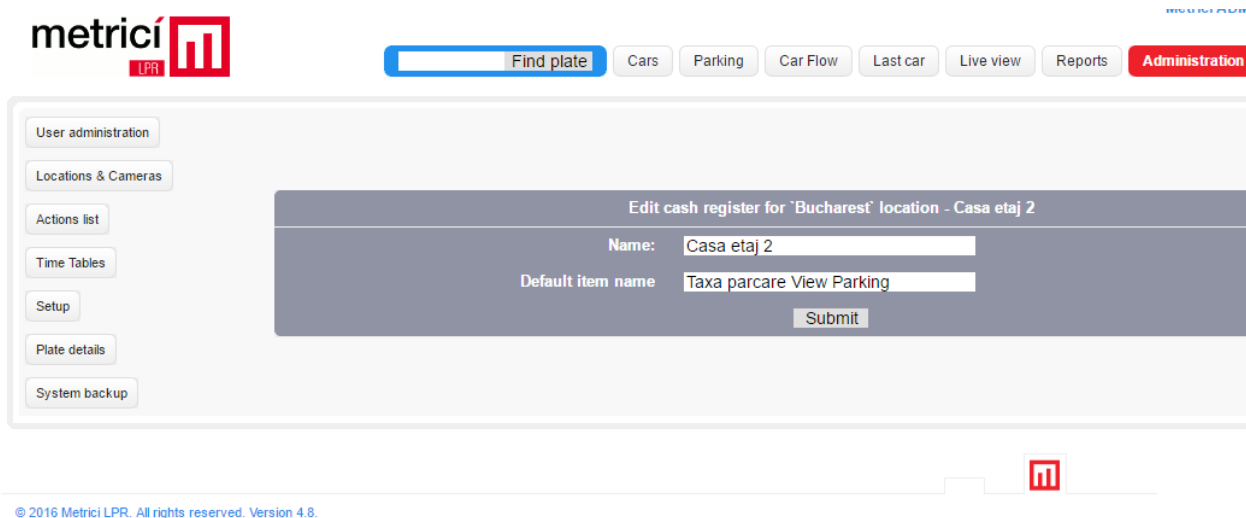 metricí
LPR
Find plate
Cars
Parking
Car Flow
Last car
Live view
Reports
Administration
User administration
Locations & Cameras
Actions list
Time Tables
Setup
Plate details
System backup
Edit cash register for `Bucharest` location - Casa etaj 2
Name: Casa etaj 2
Default item name Taxa parcare View Parking
Submit
© 2016 Metrici LPR. All rights reserved. Version 4.8.